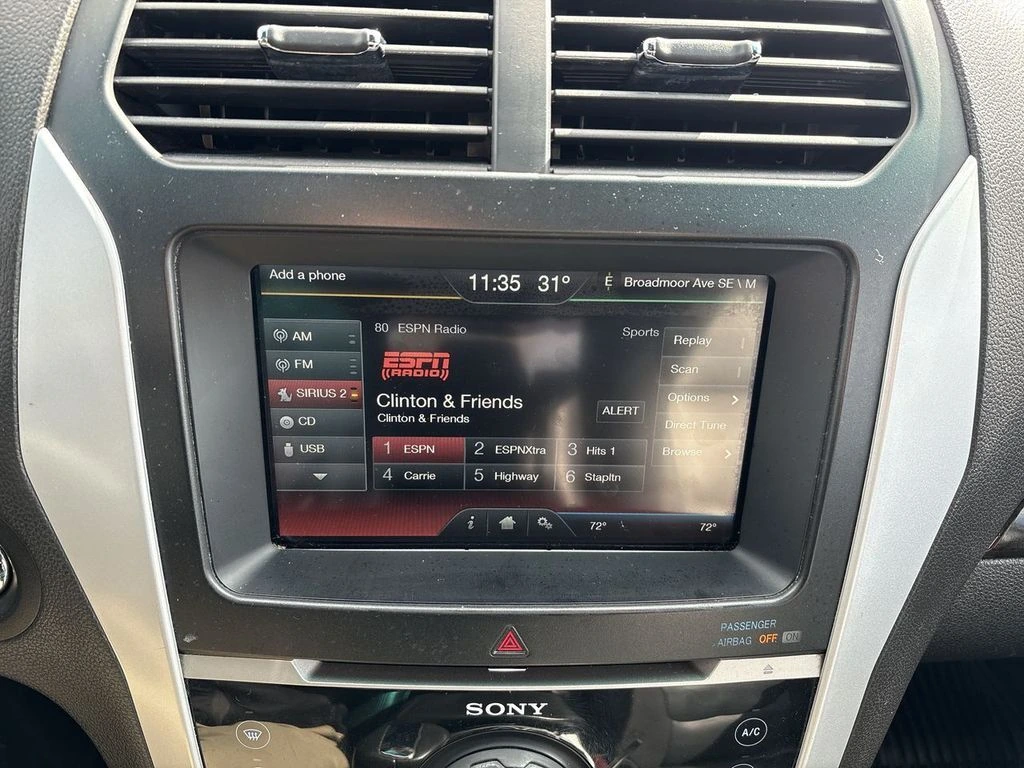 Add a phone
11:35 31°
E Broadmoor Ave SE \ M
AM
FM
SIRIUS 2
CD
USB
80 ESPN Radio
Sports
ESPN
((RADIO))
Clinton & Friends
Clinton & Friends
ALERT
1 ESPN
2 ESPNXtra
3 Hits 1
4 Carrie
5 Highway
6 Stapltn
Replay
Scan
Options
Direct Tune
Browse
i
72°
72°
PASSENGER
AIRBAG OFF ON
SONY
A/C